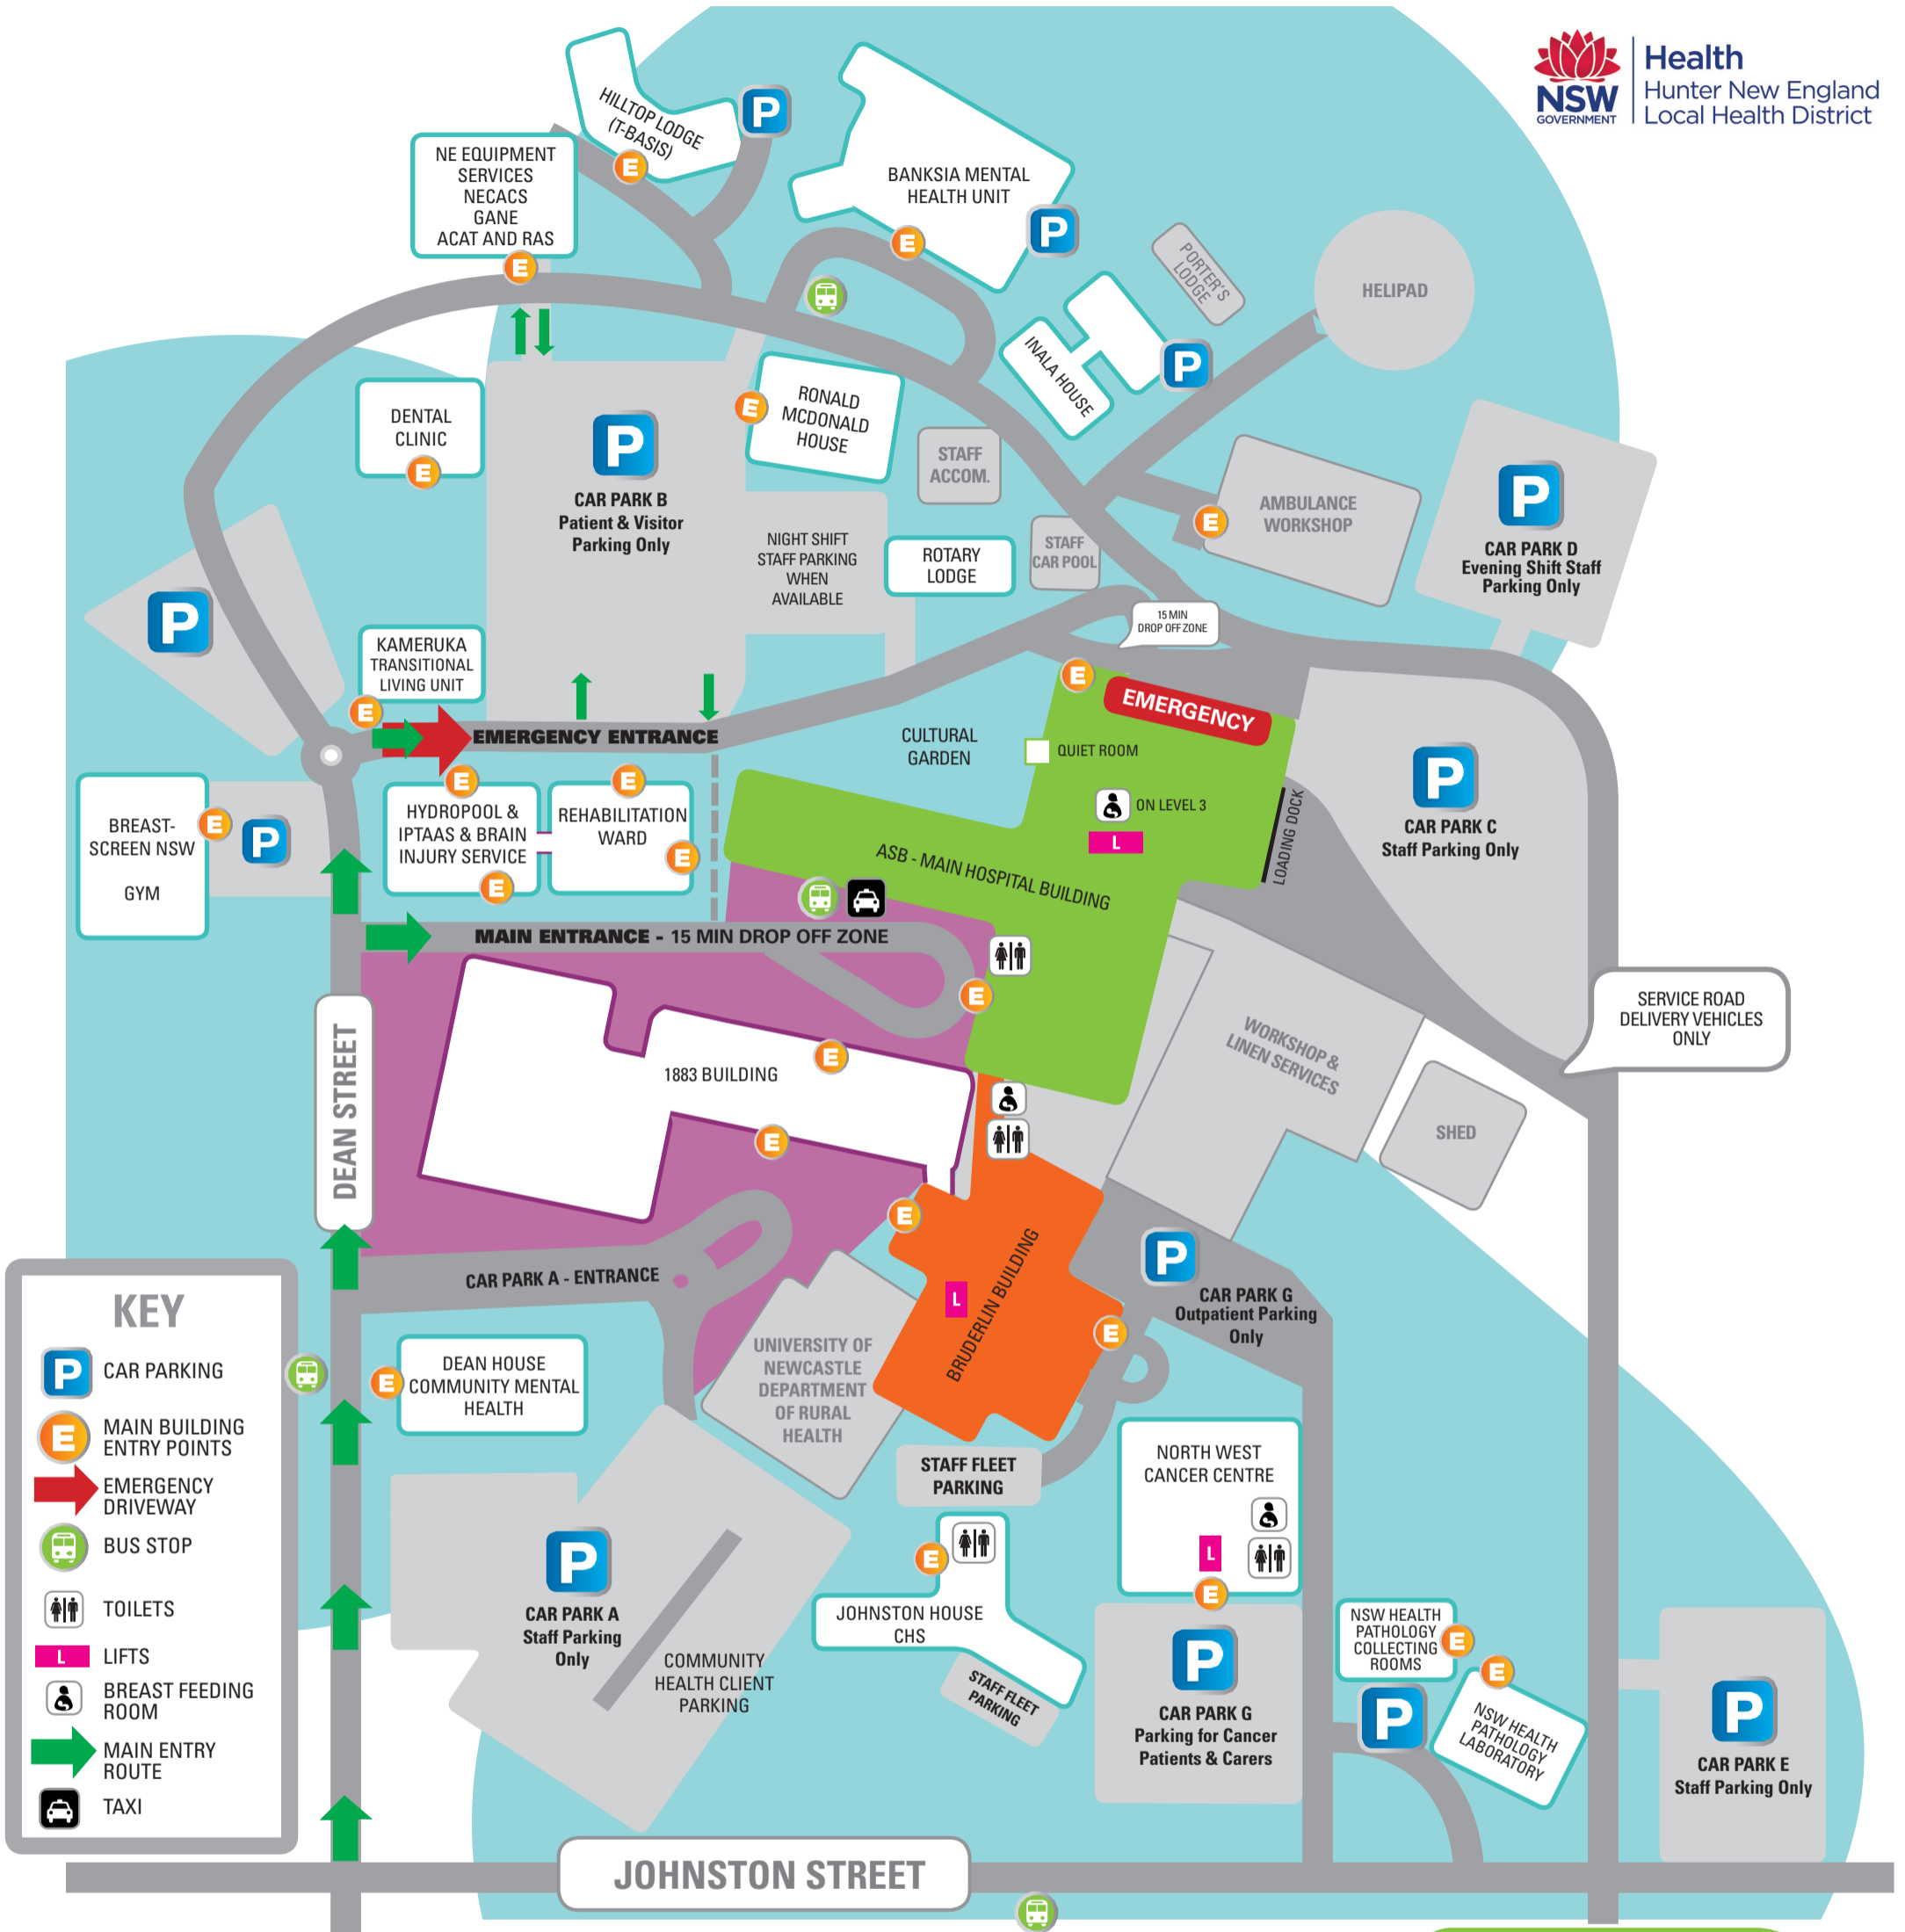 NSW
GOVERNMENT
Health
Hunter New England
Local Health District
HILLTOP LODGE
(T-BASIS)
P
E
NE EQUIPMENT
SERVICES
NECACS
GANE
ACAT AND RAS
E
BANKSIA MENTAL
HEALTH UNIT
P
E
PORTER'S
LODGE
HELIPAD
INALA HOUSE
P
DENTAL
CLINIC
E
P
CAR PARK B
Patient & Visitor
Parking Only
E
RONALD
MCDONALD
HOUSE
STAFF
ACCOM.
NIGHT SHIFT
STAFF PARKING
WHEN
AVAILABLE
ROTARY
LODGE
STAFF
CAR POOL
E
AMBULANCE
WORKSHOP
P
CAR PARK D
Evening Shift Staff
Parking Only
15 MIN
DROP OFF ZONE
P
KAMERUKA
TRANSITIONAL
LIVING UNIT
E
EMERGENCY ENTRANCE
E
EMERGENCY
CULTURAL
GARDEN
QUIET ROOM
ON LEVEL 3
L
LOADING DOCK
P
CAR PARK C
Staff Parking Only
BREAST-
SCREEN NSW
GYM
E
P
E
HYDROPOOL &
IPTAAS & BRAIN
INJURY SERVICE
E
E
REHABILITATION
WARD
E
ASB - MAIN HOSPITAL BUILDING
MAIN ENTRANCE - 15 MIN DROP OFF ZONE
E
SERVICE ROAD
DELIVERY VEHICLES
ONLY
WORKSHOP &
LINEN SERVICES
SHED
DEAN STREET
1883 BUILDING
E
E
E
BRUDERLIN BUILDING
L
E
P
CAR PARK G
Outpatient Parking
Only
CAR PARK A - ENTRANCE
UNIVERSITY OF
NEWCASTLE
DEPARTMENT
OF RURAL
HEALTH
E
DEAN HOUSE
COMMUNITY MENTAL
HEALTH
STAFF FLEET
PARKING
NORTH WEST
CANCER CENTRE
L
E
P
CAR PARK A
Staff Parking
Only
COMMUNITY
HEALTH CLIENT
PARKING
E
JOHNSTON HOUSE
CHS
STAFF FLEET
PARKING
P
CAR PARK G
Parking for Cancer
Patients & Carers
NSW HEALTH
PATHOLOGY
COLLECTING
ROOMS
E
E
P
NSW HEALTH
PATHOLOGY
LABORATORY
P
CAR PARK E
Staff Parking Only
JOHNSTON STREET
KEY
P
CAR PARKING
E
MAIN BUILDING
ENTRY POINTS
EMERGENCY
DRIVEWAY
BUS STOP
TOILETS
L
LIFTS
BREAST FEEDING
ROOM
MAIN ENTRY
ROUTE
TAXI